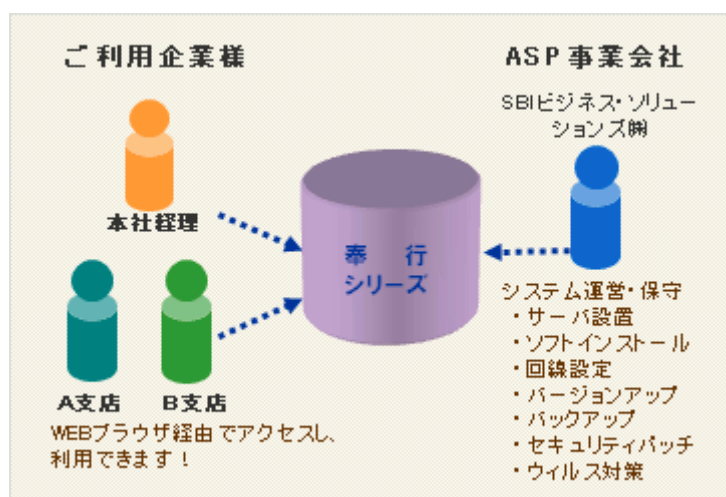 ご利用企業様
本社経理
A支店
B支店
WEBブラウザ経由でアクセスし、
利用できます！
奉 行
シリーズ
ASP事業会社
SBIビジネス・ソリュー
ションズ㈱
システム運営・保守
・サーバ設置
・ソフトインストール
・回線設定
・バージョンアップ
・バックアップ
・セキュリティパッチ
・ウィルス対策